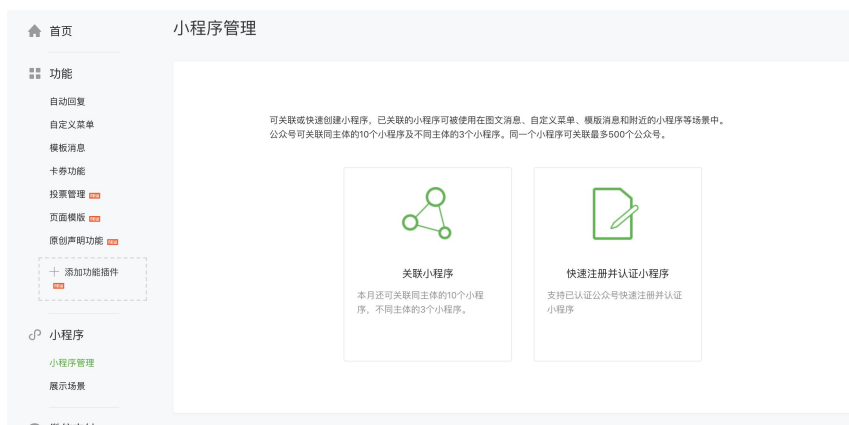 首页
小程序管理
功能
自动回复
自定义菜单
模板消息
卡券功能
投票管理 NEW
页面模版 NEW
原创声明功能 NEW
添加功能插件
NEW
小程序
小程序管理
展示场景
可关联或快速创建小程序，已关联的小程序可被使用在图文消息、自定义菜单、模版消息和附近的小程序等场景中。
公众号可关联同主体的10个小程序及不同主体的3个小程序。同一个小程序可关联最多500个公众号。
关联小程序
本月还可关联同主体的10个小程
序，不同主体的3个小程序。
快速注册并认证小程序
支持已认证公众号快速注册并认证
小程序